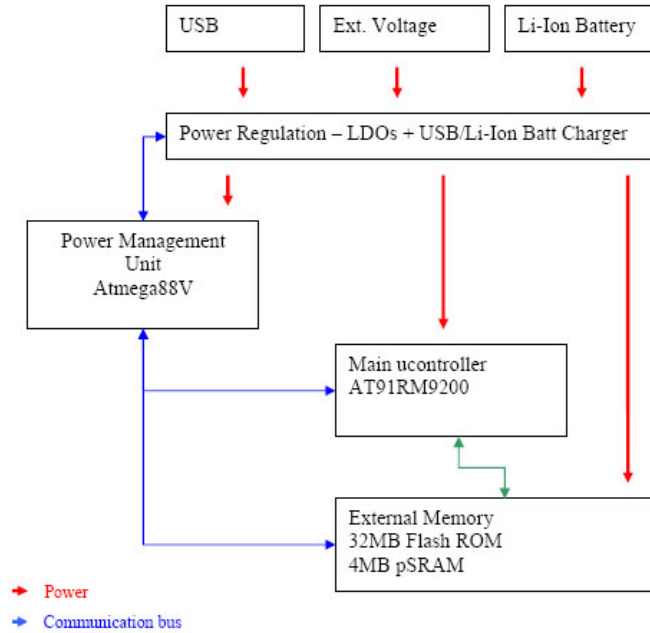 USB
Ext. Voltage
Li-Ion Battery
Power Regulation – LDOs + USB/Li-Ion Batt Charger
Power Management
Unit
Atmega88V
Main ucontroller
AT91RM9200
External Memory
32MB Flash ROM
4MB pSRAM
Power
Communication bus